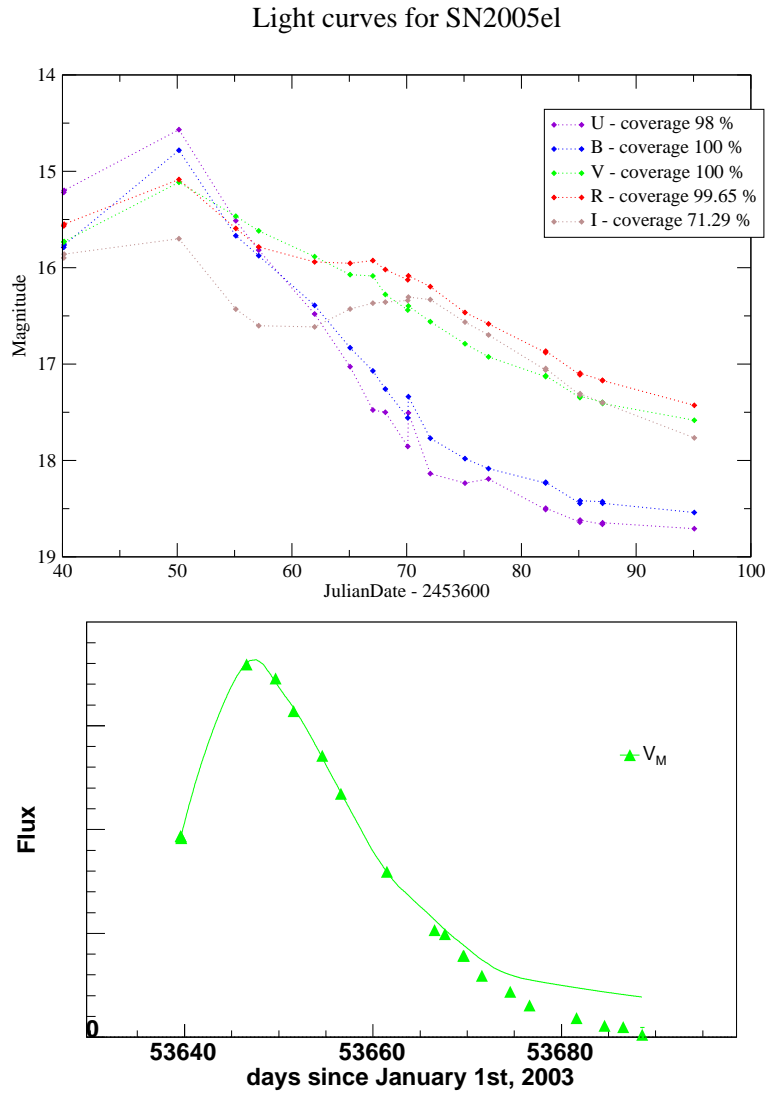 Light curves for SN2005el
14
15
16
17
18
19
Magnitude
U - coverage 98 %
B - coverage 100 %
V - coverage 100 %
R - coverage 99.65 %
I - coverage 71.29 %
40 50 60 70 80 90 100
JulianDate - 2453600
Flux
V_M
0
53640 53660 53680
days since January 1st, 2003